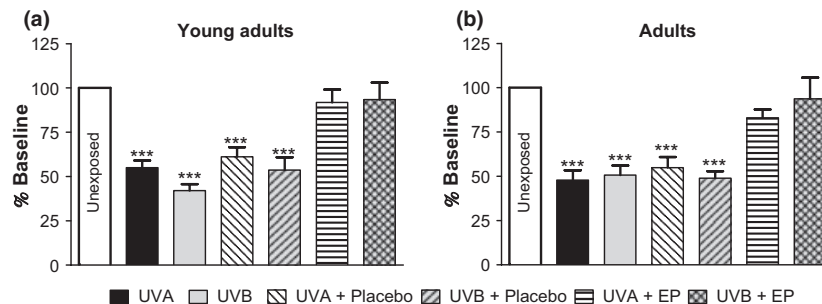 (a)
Young adults
% Baseline
125
100
75
50
25
0
Unexposed
***
***
***
***
(b)
Adults
% Baseline
125
100
75
50
25
0
Unexposed
***
***
***
***
UVA UVB UVA + Placebo UVB + Placebo UVA + EP UVB + EP